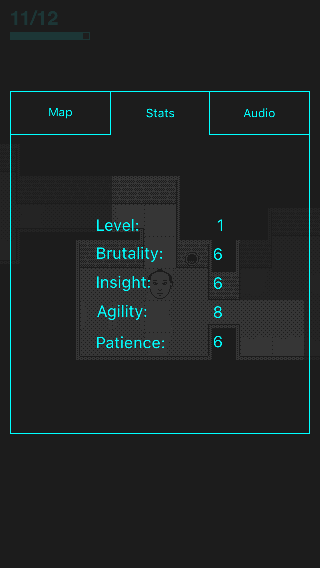 11/12
Map Stats Audio
Level: 1
Brutality: 6
Insight: 6
Agility: 8
Patience: 6